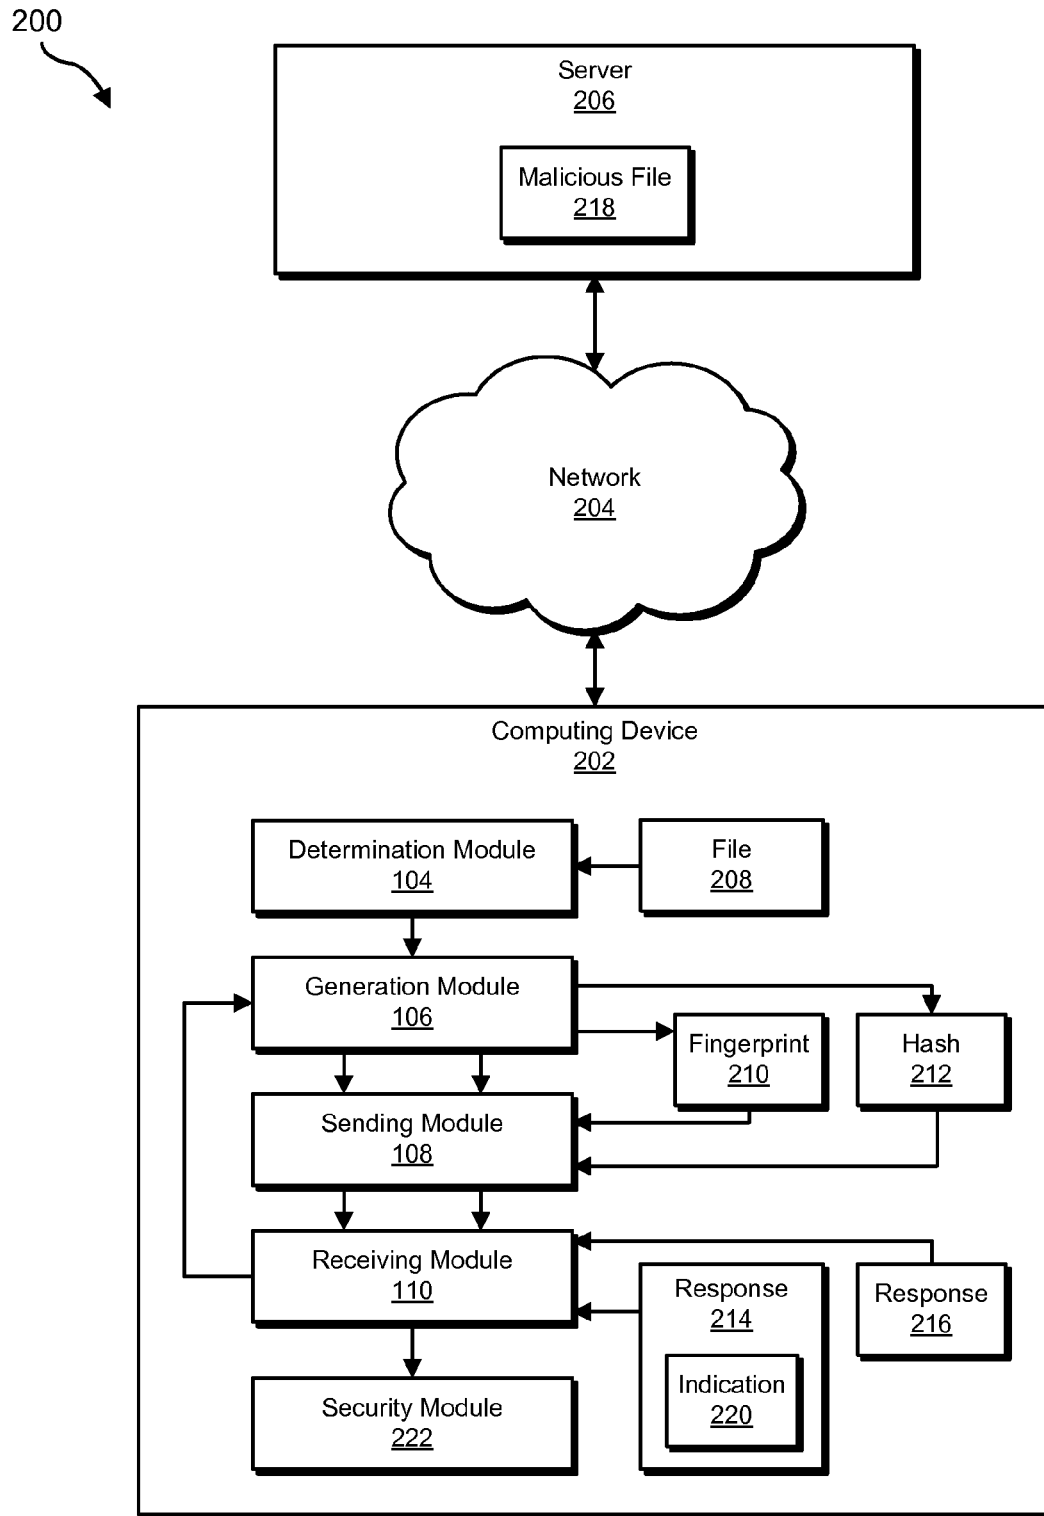 200
Server
206
Malicious File
218
Network
204
Computing Device
202
Determination Module
104
File
208
Generation Module
106
Fingerprint
210
Hash
212
Sending Module
108
Receiving Module
110
Response
214
Response
216
Indication
220
Security Module
222